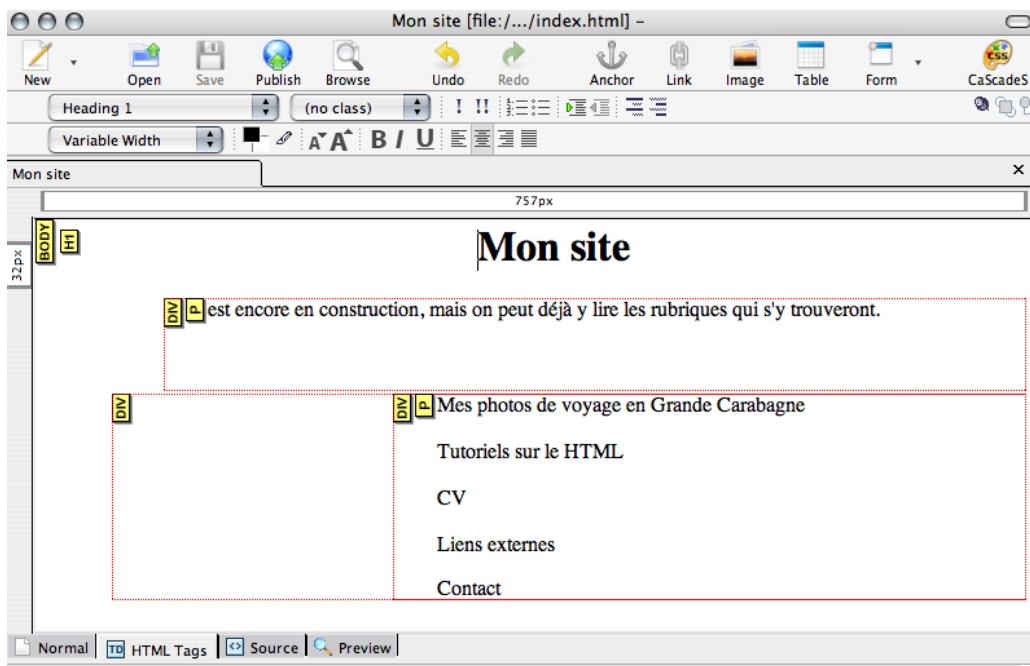 Mon site [file:/.../index.html] –
New Open Save Publish Browse Undo Redo Anchor Link Image Table Form CaScadeS
Heading 1 (no class) ! !!
Variable Width A A B I U
Mon site ×
757px
32px
BODY H1 Mon site
DIV P est encore en construction, mais on peut déjà y lire les rubriques qui s'y trouveront.
DIV DIV P Mes photos de voyage en Grande Carabagne
Tutoriels sur le HTML
CV
Liens externes
Contact
Normal TD HTML Tags Source Preview